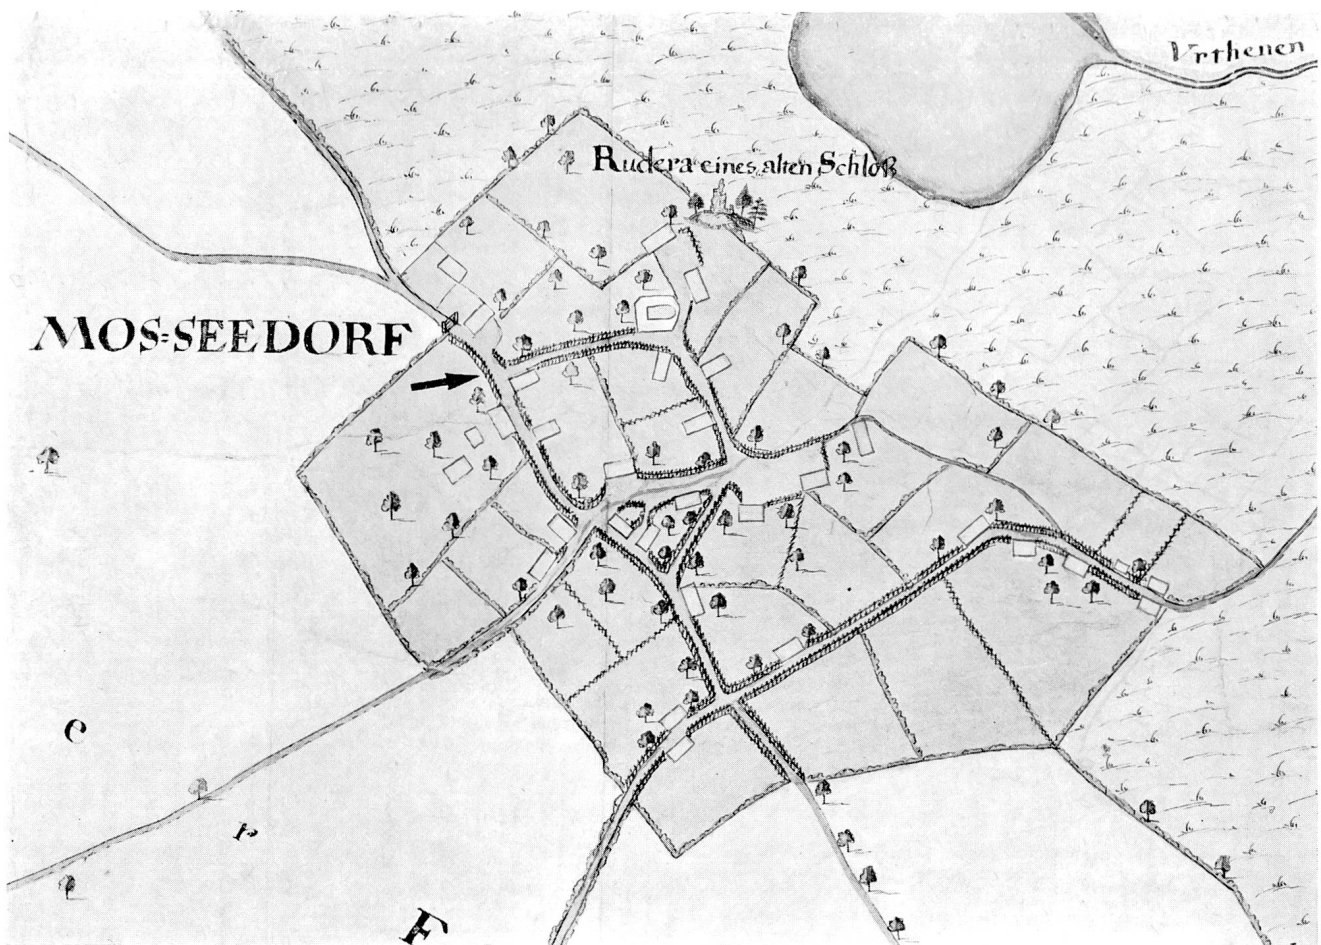 Vrthenen
Rudera eines alten Schloß
MOS=SEEDORF
C
r
F